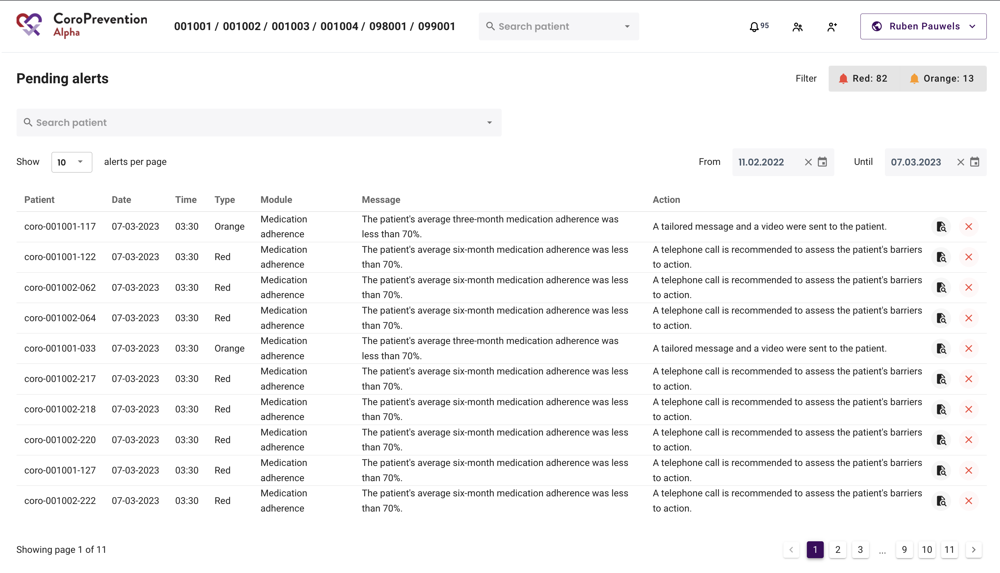 CoroPrevention
Alpha
001001 / 001002 / 001003 / 001004 / 098001 / 099001
Search patient
95
Ruben Pauwels
Pending alerts
Filter
Red: 82
Orange: 13
Search patient
Show 10 alerts per page
From 11.02.2022 Until 07.03.2023
Patient Date Time Type Module Message Action
coro-001001-117 07-03-2023 03:30 Orange Medication adherence The patient's average three-month medication adherence was less than 70%. A tailored message and a video were sent to the patient.
coro-001001-122 07-03-2023 03:30 Red Medication adherence The patient's average six-month medication adherence was less than 70%. A telephone call is recommended to assess the patient's barriers to action.
coro-001002-062 07-03-2023 03:30 Red Medication adherence The patient's average six-month medication adherence was less than 70%. A telephone call is recommended to assess the patient's barriers to action.
coro-001002-064 07-03-2023 03:30 Red Medication adherence The patient's average six-month medication adherence was less than 70%. A telephone call is recommended to assess the patient's barriers to action.
coro-001001-033 07-03-2023 03:30 Orange Medication adherence The patient's average three-month medication adherence was less than 70%. A tailored message and a video were sent to the patient.
coro-001002-217 07-03-2023 03:30 Red Medication adherence The patient's average six-month medication adherence was less than 70%. A telephone call is recommended to assess the patient's barriers to action.
coro-001002-218 07-03-2023 03:30 Red Medication adherence The patient's average six-month medication adherence was less than 70%. A telephone call is recommended to assess the patient's barriers to action.
coro-001002-220 07-03-2023 03:30 Red Medication adherence The patient's average six-month medication adherence was less than 70%. A telephone call is recommended to assess the patient's barriers to action.
coro-001001-127 07-03-2023 03:30 Red Medication adherence The patient's average six-month medication adherence was less than 70%. A telephone call is recommended to assess the patient's barriers to action.
coro-001002-222 07-03-2023 03:30 Red Medication adherence The patient's average six-month medication adherence was less than 70%. A telephone call is recommended to assess the patient's barriers to action.
Showing page 1 of 11
1 2 3 ... 9 10 11